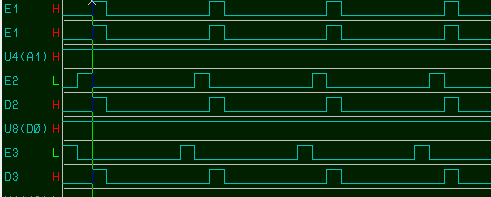 E1 H
E1 H
U4(A1) H
E2 L
D2 H
U8(D0) H
E3 L
D3 H